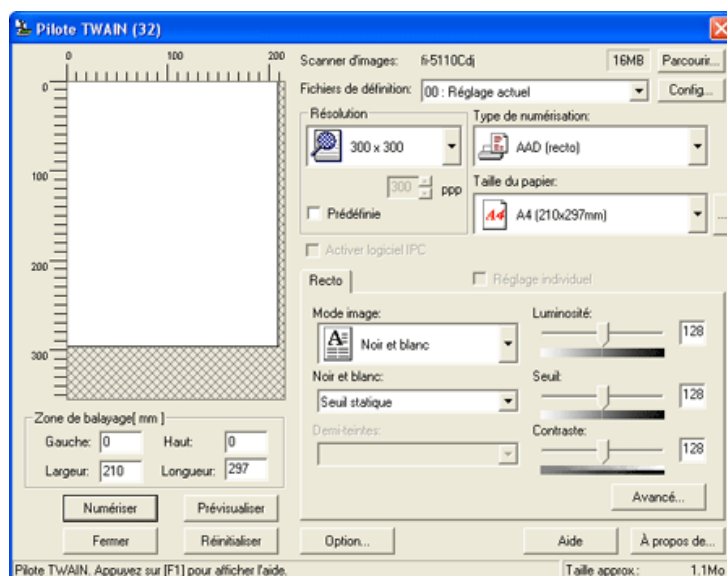 Pilote TWAIN (32)
0 100 200
0
100
200
300
Scanner d'images: fi-5110Cdj 16MB Parcourir...
Fichiers de définition: 00 : Réglage actuel Config...
Résolution
300 x 300
300 ppp
Prédéfinie
Type de numérisation:
AAD (recto)
Taille du papier:
A4 A4 (210x297mm) ...
Activer logiciel IPC
Recto
Réglage individuel
Mode image:
A Noir et blanc
Noir et blanc:
Seuil statique
Demi-teintes:
Luminosité:
128
Seuil:
128
Contraste:
128
Avancé...
Zone de balayage[ mm ]
Gauche: 0 Haut: 0
Largeur: 210 Longueur: 297
Numériser Prévisualiser
Fermer Réinitialiser
Option... Aide À propos de...
Pilote TWAIN. Appuyez sur [F1] pour afficher l'aide. Taille approx.: 1.1Mo